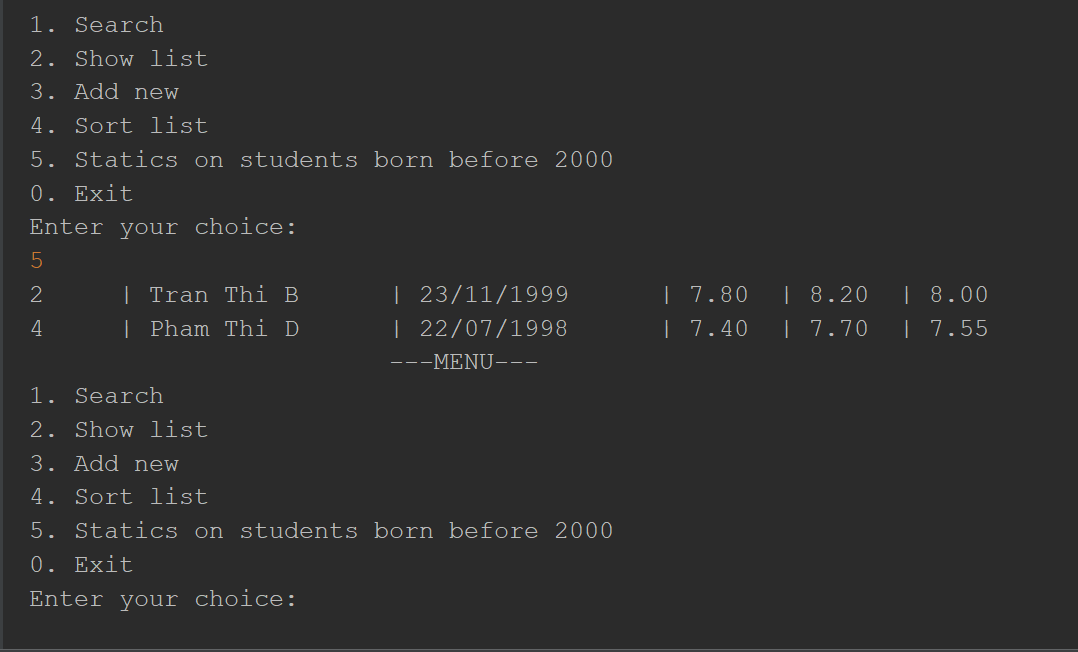 1. Search
2. Show list
3. Add new
4. Sort list
5. Statics on students born before 2000
0. Exit
Enter your choice:
5
2     | Tran Thi B      | 23/11/1999      | 7.80  | 8.20  | 8.00
4     | Pham Thi D      | 22/07/1998      | 7.40  | 7.70  | 7.55
---MENU---
1. Search
2. Show list
3. Add new
4. Sort list
5. Statics on students born before 2000
0. Exit
Enter your choice: